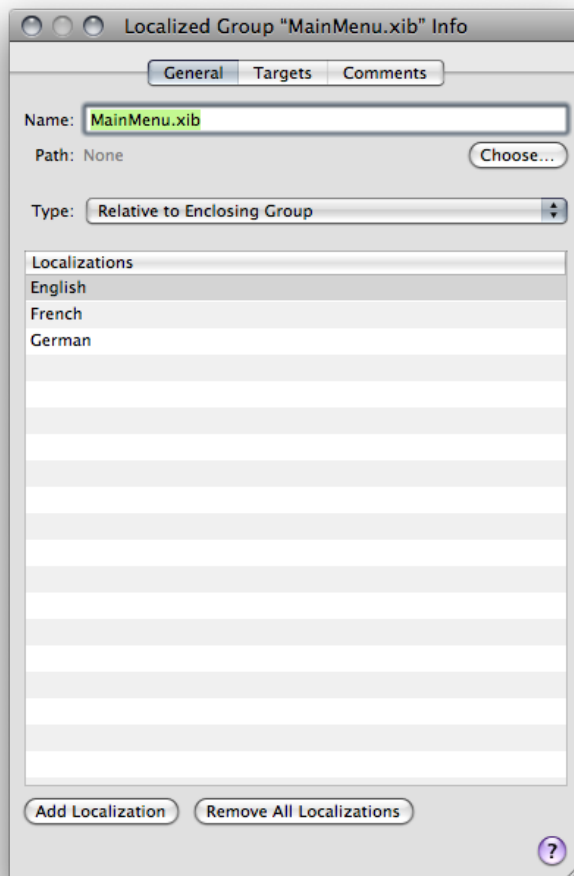 Localized Group “MainMenu.xib” Info
General Targets Comments
Name: MainMenu.xib
Path: None Choose...
Type: Relative to Enclosing Group
Localizations
English
French
German
Add Localization Remove All Localizations
?